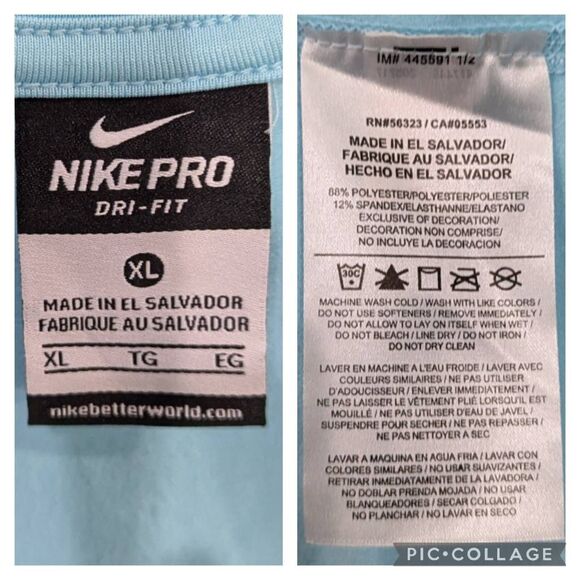 NIKE PRO
DRI-FIT
XL
MADE IN EL SALVADOR
FABRIQUE AU SALVADOR
XL TG EG
nikebetterworld.com
IM# 445591 1/2
RN#56323 / CA#05553
MADE IN EL SALVADOR/
FABRIQUE AU SALVADOR/
HECHO EN EL SALVADOR
88% POLYESTER/POLYESTER/POLIESTER
12% SPANDEX/ELASTHANNE/ELASTANO
EXCLUSIVE OF DECORATION/
DECORATION NON COMPRISE/
NO INCLUYE LA DECORACION
30C
MACHINE WASH COLD / WASH WITH LIKE COLORS /
DO NOT USE SOFTENERS / REMOVE IMMEDIATELY /
DO NOT ALLOW TO LAY ON ITSELF WHEN WET /
DO NOT BLEACH / LINE DRY / DO NOT IRON /
DO NOT DRY CLEAN
LAVER EN MACHINE A L'EAU FROIDE / LAVER AVEC
COULEURS SIMILAIRES / NE PAS UTILISER
D'ADOUCISSEUR / ENLEVER IMMEDIATEMENT /
NE PAS LAISSER LE VÊTEMENT PLIÉ LORSQU'IL EST
MOUILLÉ / NE PAS UTILISER D'EAU DE JAVEL /
SUSPENDRE POUR SECHER / NE PAS REPASSER /
NE PAS NETTOYER A SEC
LAVAR A MAQUINA EN AGUA FRIA / LAVAR CON
COLORES SIMILARES / NO USAR SUAVIZANTES /
RETIRAR INMEDIATAMENTE DE LA LAVADORA /
NO DOBLAR PRENDA MOJADA / NO USAR
BLANQUEADORES / SECAR EN CUERDA /
NO PLANCHAR / NO LAVAR EN SECO
PIC•COLLAGE